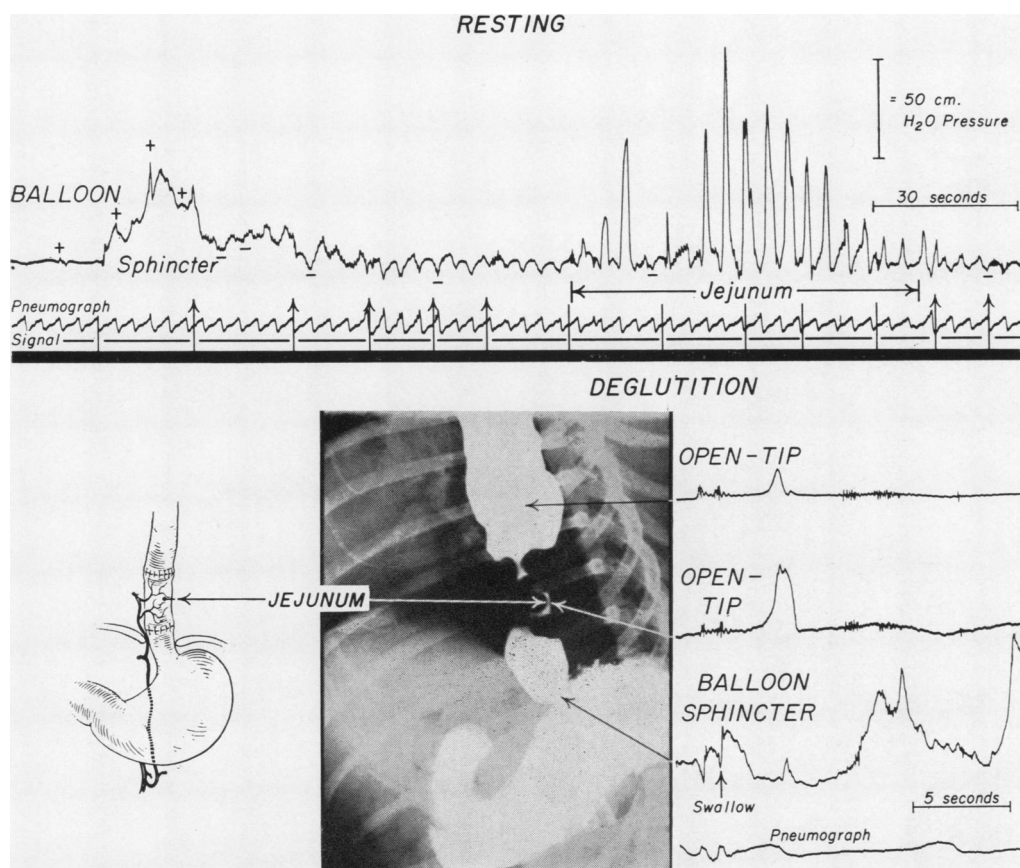 RESTING
= 50 cm.
H2O Pressure
BALLOON
30 seconds
Sphincter
Jejunum
Pneumograph
Signal
DEGLUTITION
OPEN-TIP
OPEN-
TIP
JEJUNUM
BALLOON
SPHINCTER
Swallow
5 seconds
Pneumograph